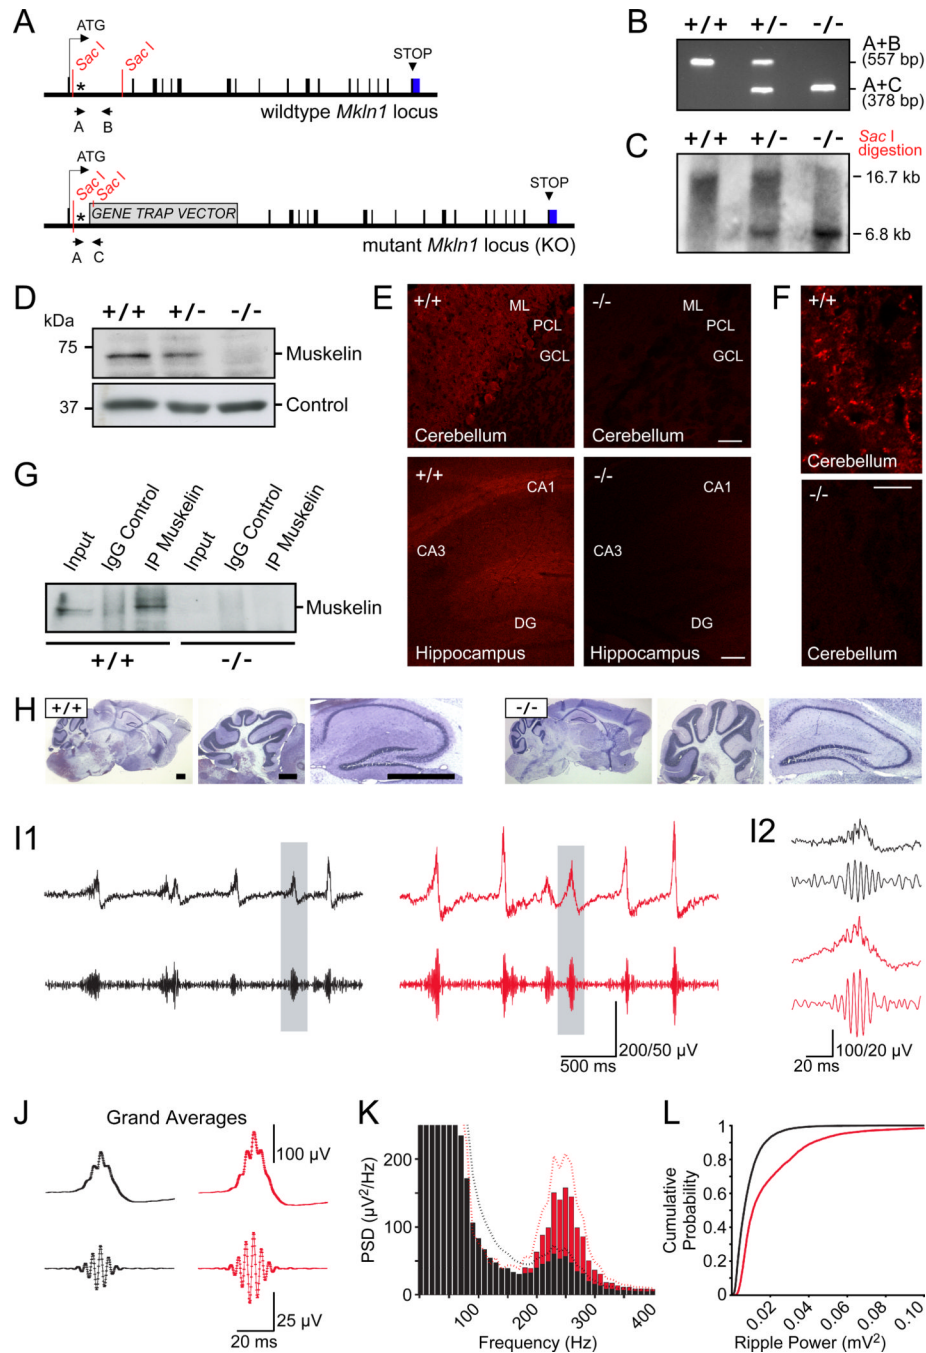 A
ATG
Sac I
Sac I
STOP
*
wildtype Mkln1 locus
A
B
ATG
Sac I
Sac I
STOP
GENE TRAP VECTOR
*
mutant Mkln1 locus (KO)
A
C
B
+/+ +/- -/-
A+B
(557 bp)
A+C
(378 bp)
C
+/+ +/- -/-
Sac I
digestion
16.7 kb
6.8 kb
D
+/+ +/- -/-
kDa
75
Muskelin
37
Control
E
+/+
ML
PCL
GCL
Cerebellum
-/-
ML
PCL
GCL
Cerebellum
+/+
CA1
CA3
DG
Hippocampus
-/-
CA1
CA3
DG
Hippocampus
F
+/+
Cerebellum
-/-
Cerebellum
G
Input
IgG Control
IP Muskelin
Input
IgG Control
IP Muskelin
Muskelin
+/+
-/-
H
+/+
-/-
I1
200/50 µV
500 ms
I2
100/20 µV
20 ms
J
Grand Averages
100 µV
25 µV
20 ms
K
PSD (µV²/Hz)
200
100
50
0
100
200
300
400
Frequency (Hz)
L
Cumulative
Probability
1
0.8
0.6
0.4
0.2
0
0.02
0.04
0.06
0.08
0.10
Ripple Power (mV²)